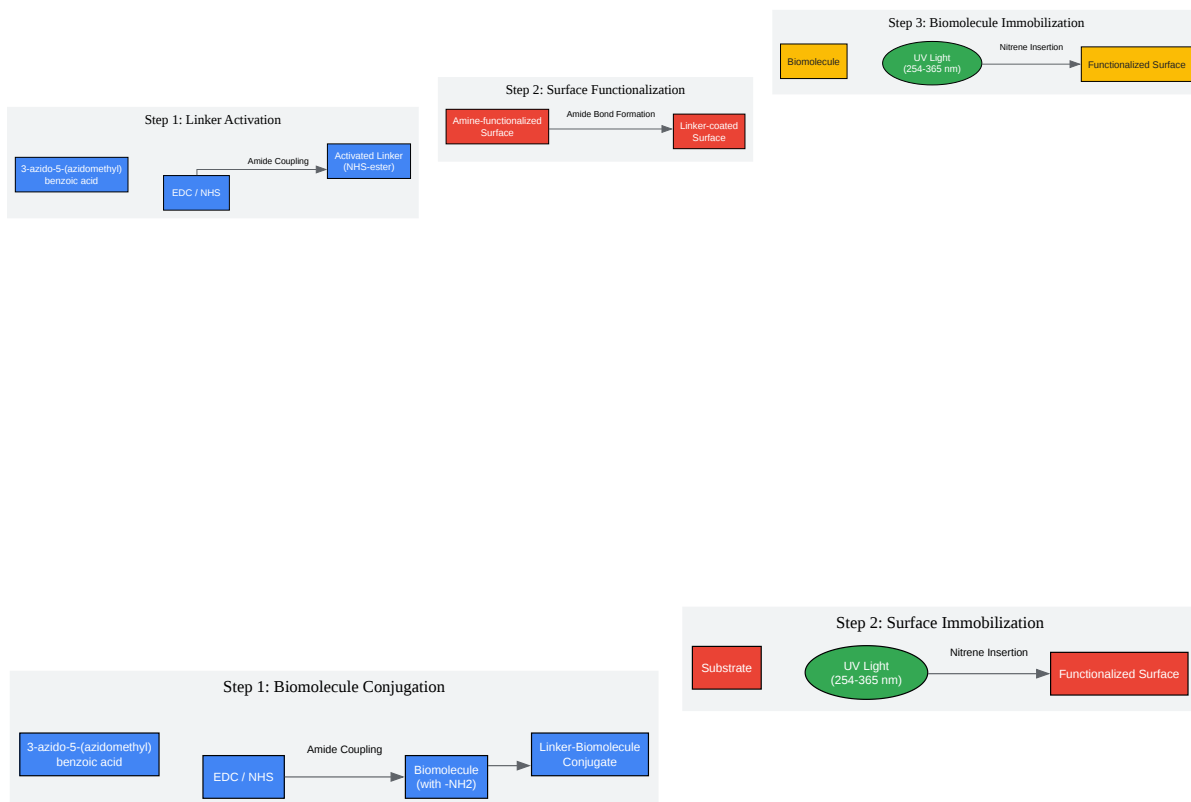 Step 3: Biomolecule Immobilization
Biomolecule
UV Light
(254-365 nm)
Nitrene Insertion
Functionalized Surface
Step 2: Surface Functionalization
Amine-functionalized
Surface
Amide Bond Formation
Linker-coated
Surface
Step 1: Linker Activation
3-azido-5-(azidomethyl)
benzoic acid
EDC / NHS
Amide Coupling
Activated Linker
(NHS-ester)
Step 2: Surface Immobilization
Substrate
UV Light
(254-365 nm)
Nitrene Insertion
Functionalized Surface
Step 1: Biomolecule Conjugation
3-azido-5-(azidomethyl)
benzoic acid
EDC / NHS
Amide Coupling
Biomolecule
(with -NH2)
Linker-Biomolecule
Conjugate